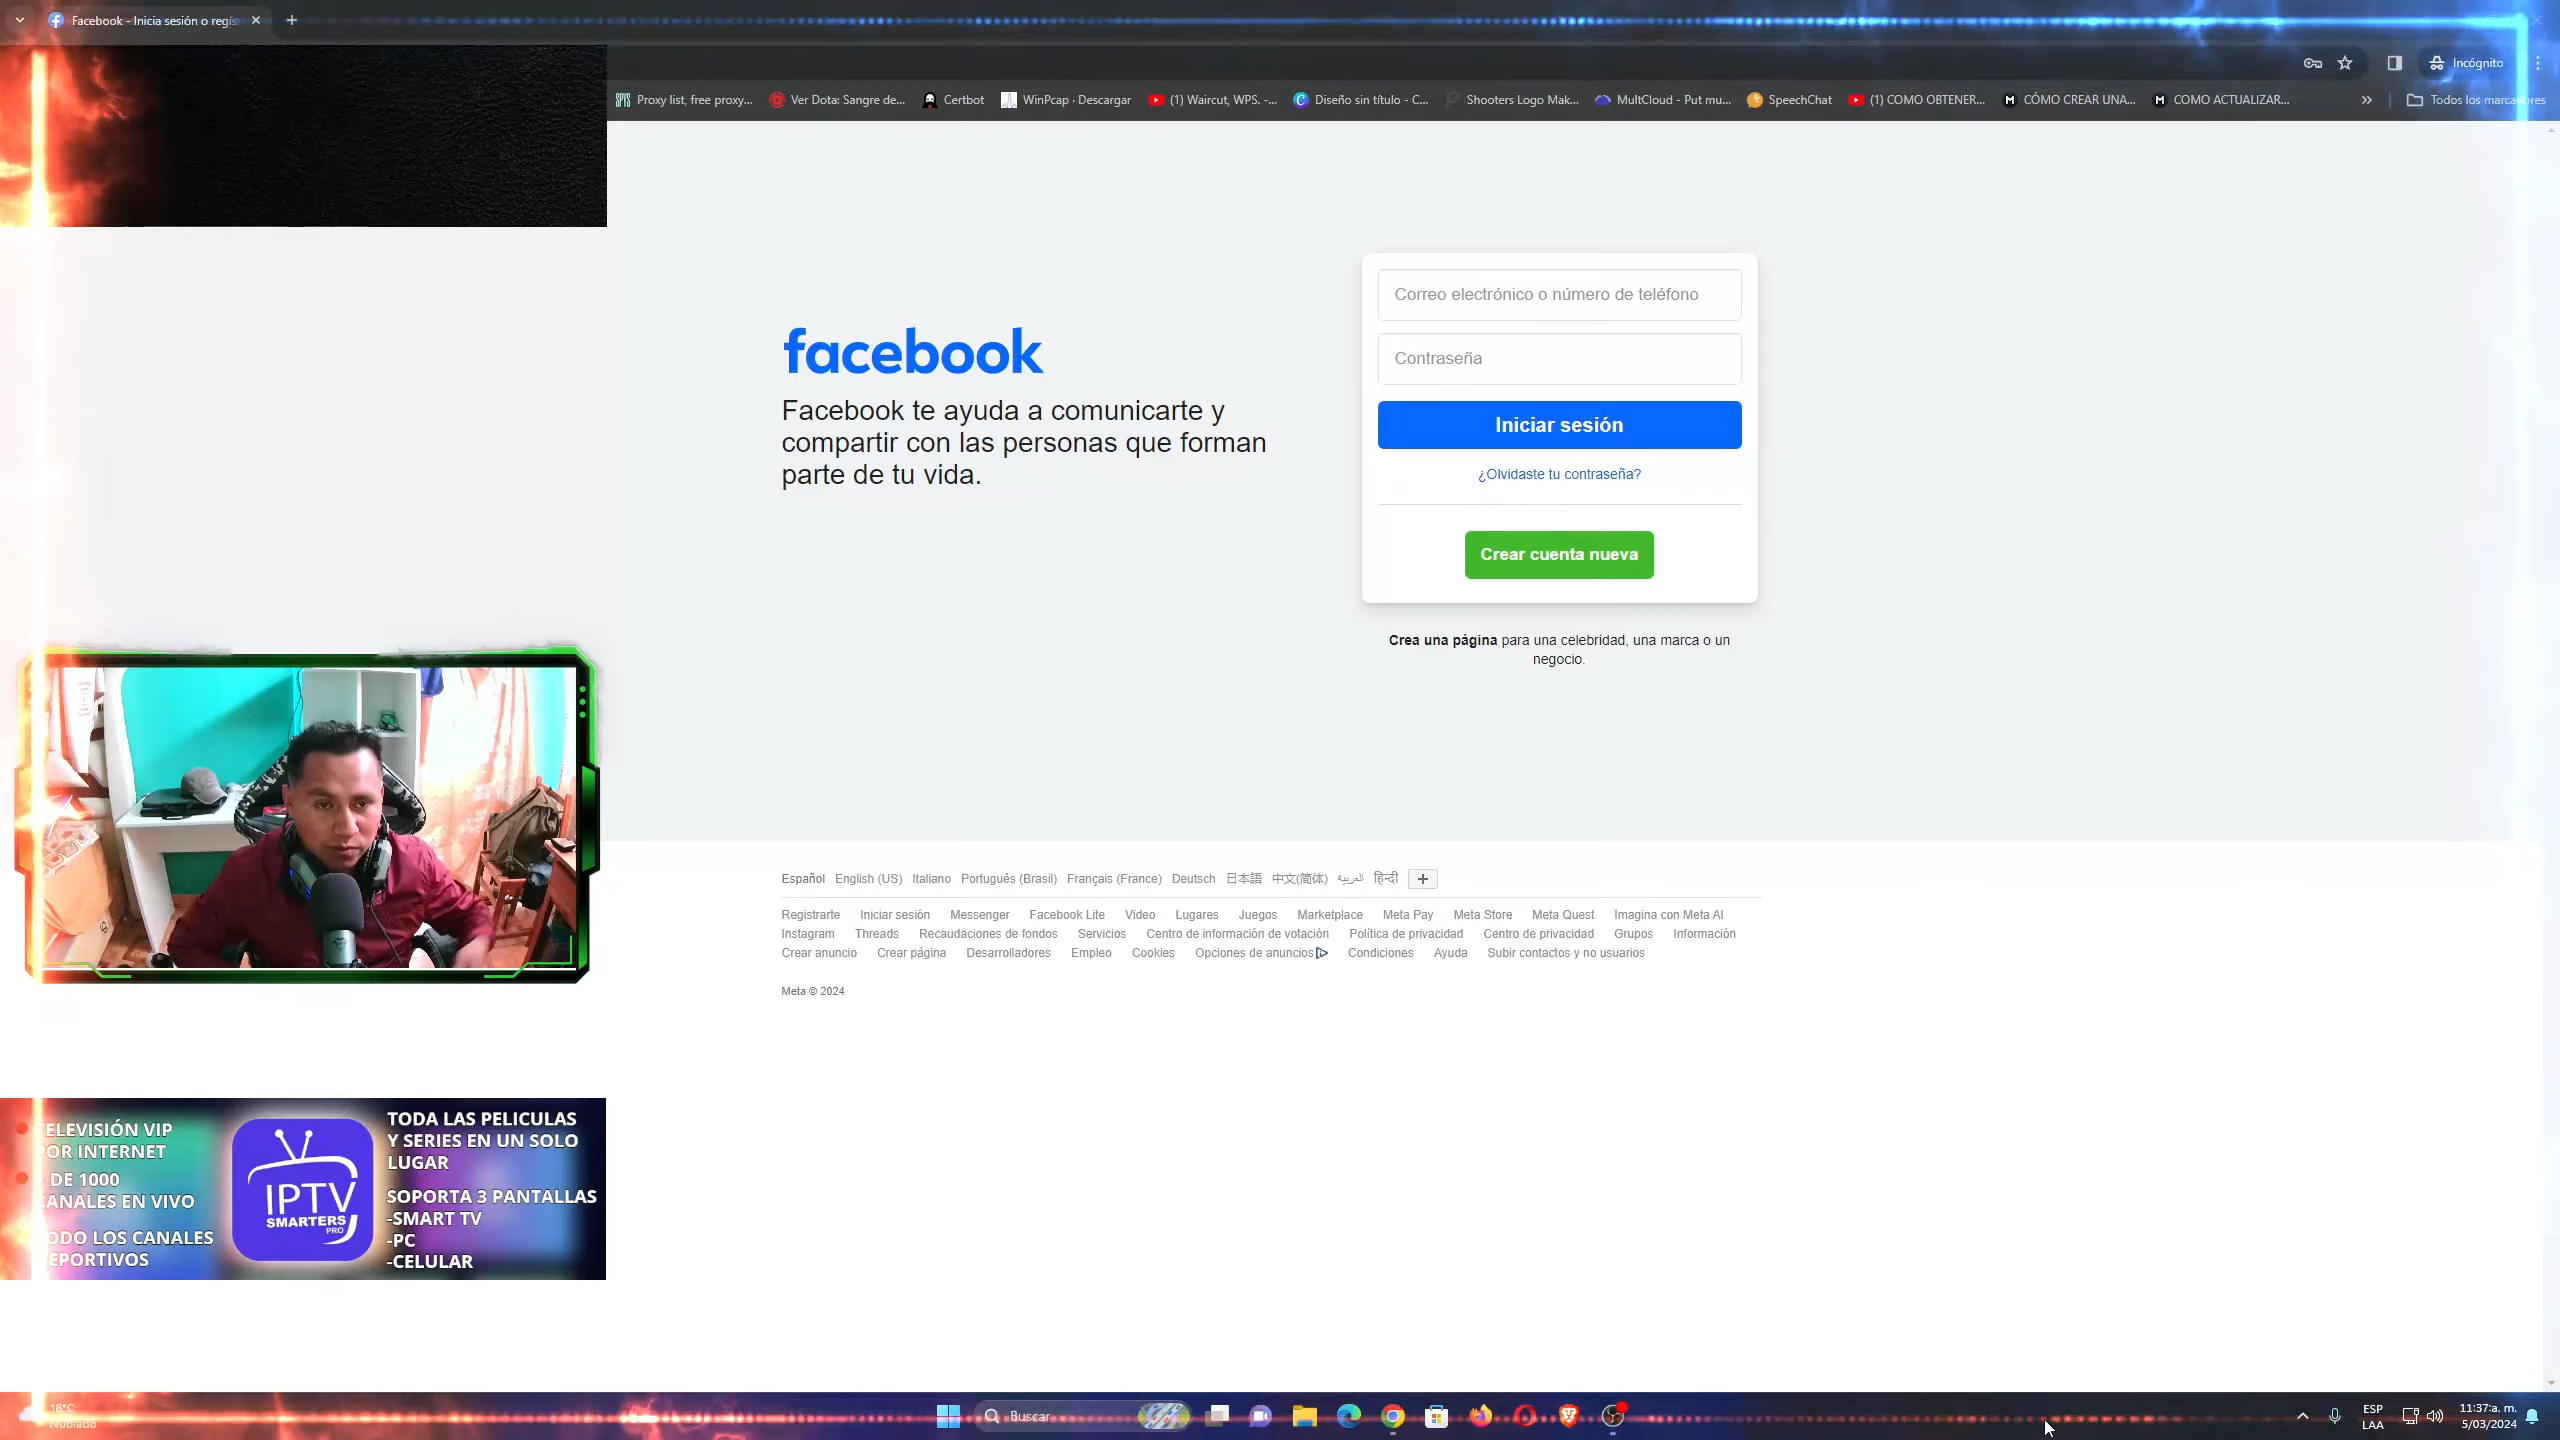 Facebook - Inicia sesión o regís
Incógnito
Proxy list, free proxy... Ver Dota: Sangre de... Certbot WinPcap · Descargar (1) Waircut, WPS. -... Diseño sin título - C... Shooters Logo Mak... MultCloud - Put mu... SpeechChat (1) COMO OBTENER... CÓMO CREAR UNA... COMO ACTUALIZAR... » Todos los marcadores
facebook
Facebook te ayuda a comunicarte y
compartir con las personas que forman
parte de tu vida.
Correo electrónico o número de teléfono
Contraseña
Iniciar sesión
¿Olvidaste tu contraseña?
Crear cuenta nueva
Crea una página para una celebridad, una marca o un
negocio.
Español English (US) Italiano Português (Brasil) Français (France) Deutsch 日本語 中文(简体) العربية हिन्दी
Registrarte Iniciar sesión Messenger Facebook Lite Video Lugares Juegos Marketplace Meta Pay Meta Store Meta Quest Imagina con Meta AI
Instagram Threads Recaudaciones de fondos Servicios Centro de información de votación Política de privacidad Centro de privacidad Grupos Información
Crear anuncio Crear página Desarrolladores Empleo Cookies Opciones de anuncios Condiciones Ayuda Subir contactos y no usuarios
Meta © 2024
ELEVISIÓN VIP
OR INTERNET
DE 1000
ANALES EN VIVO
ODO LOS CANALES
EPORTIVOS
IPTV
SMARTERS
PRO
TODA LAS PELICULAS
Y SERIES EN UN SOLO
LUGAR
SOPORTA 3 PANTALLAS
-SMART TV
-PC
-CELULAR
18°C
Nublado
Buscar
ESP
LAA
11:37:a. m.
5/03/2024